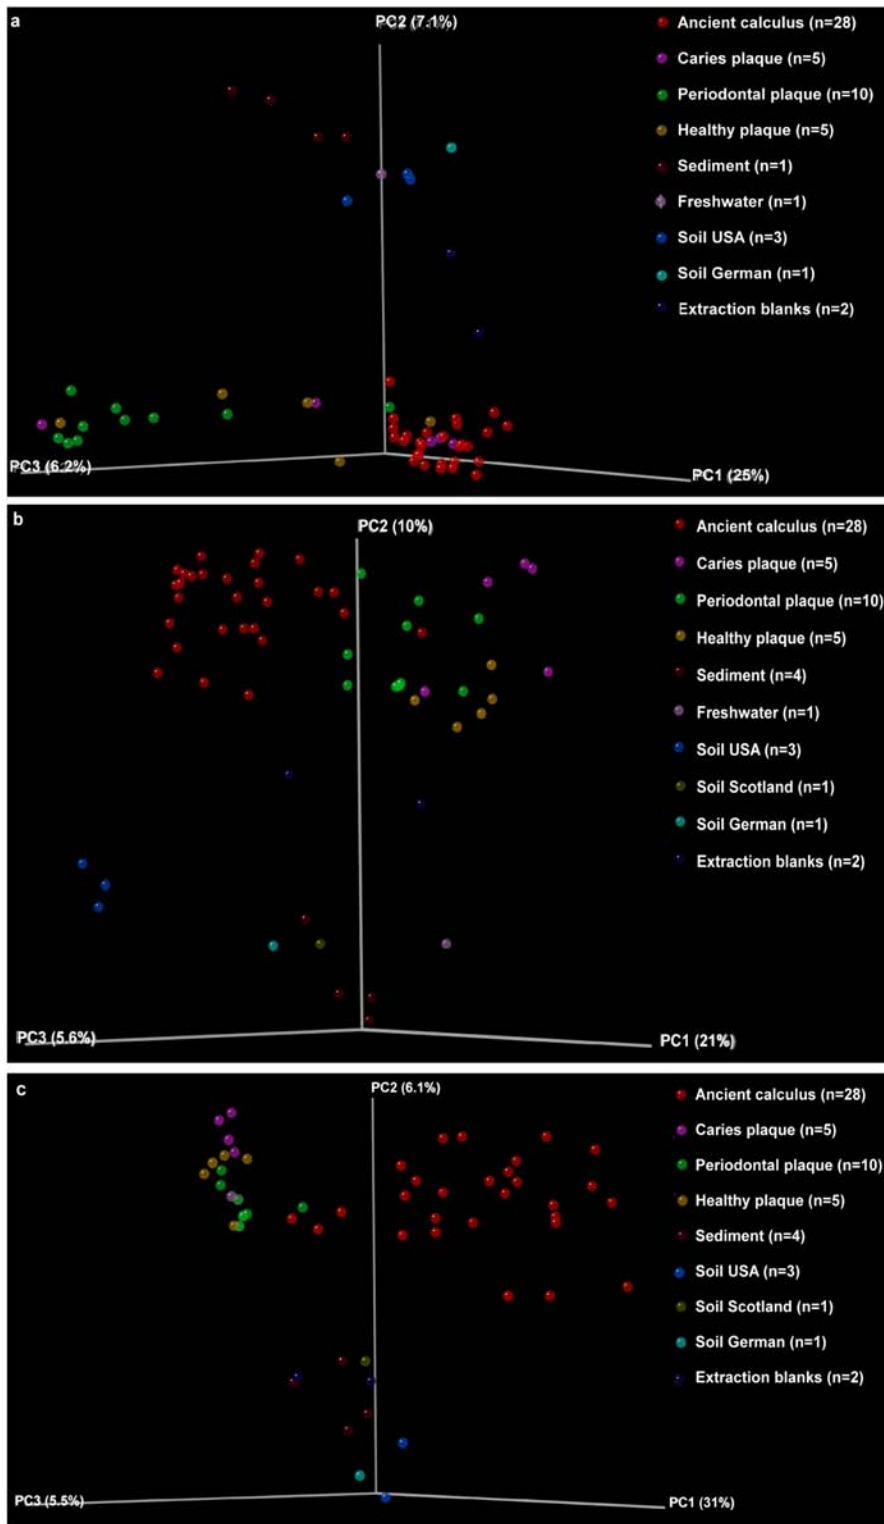 a
PC2 (7.1%)
Ancient calculus (n=28)
Caries plaque (n=5)
Periodontal plaque (n=10)
Healthy plaque (n=5)
Sediment (n=1)
Freshwater (n=1)
Soil USA (n=3)
Soil German (n=1)
Extraction blanks (n=2)
PC3 (6.2%)
PC1 (25%)
b
PC2 (10%)
Ancient calculus (n=28)
Caries plaque (n=5)
Periodontal plaque (n=10)
Healthy plaque (n=5)
Sediment (n=4)
Freshwater (n=1)
Soil USA (n=3)
Soil Scotland (n=1)
Soil German (n=1)
Extraction blanks (n=2)
PC3 (5.6%)
PC1 (21%)
c
PC2 (6.1%)
Ancient calculus (n=28)
Caries plaque (n=5)
Periodontal plaque (n=10)
Healthy plaque (n=5)
Sediment (n=4)
Soil USA (n=3)
Soil Scotland (n=1)
Soil German (n=1)
Extraction blanks (n=2)
PC3 (5.5%)
PC1 (31%)